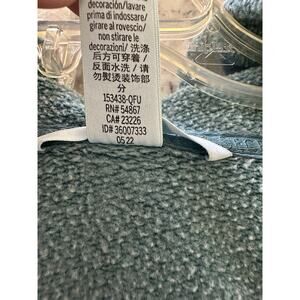 decorazioni/lavare
prima di indossare/
girare al rovescio/
non stirare le
decorazioni/ 洗涤
后方可穿着/
反面水洗/ 请
勿熨烫装饰部
分
153438-QFU
RN# 54867
CA# 23226
ID# 36007333
05 22